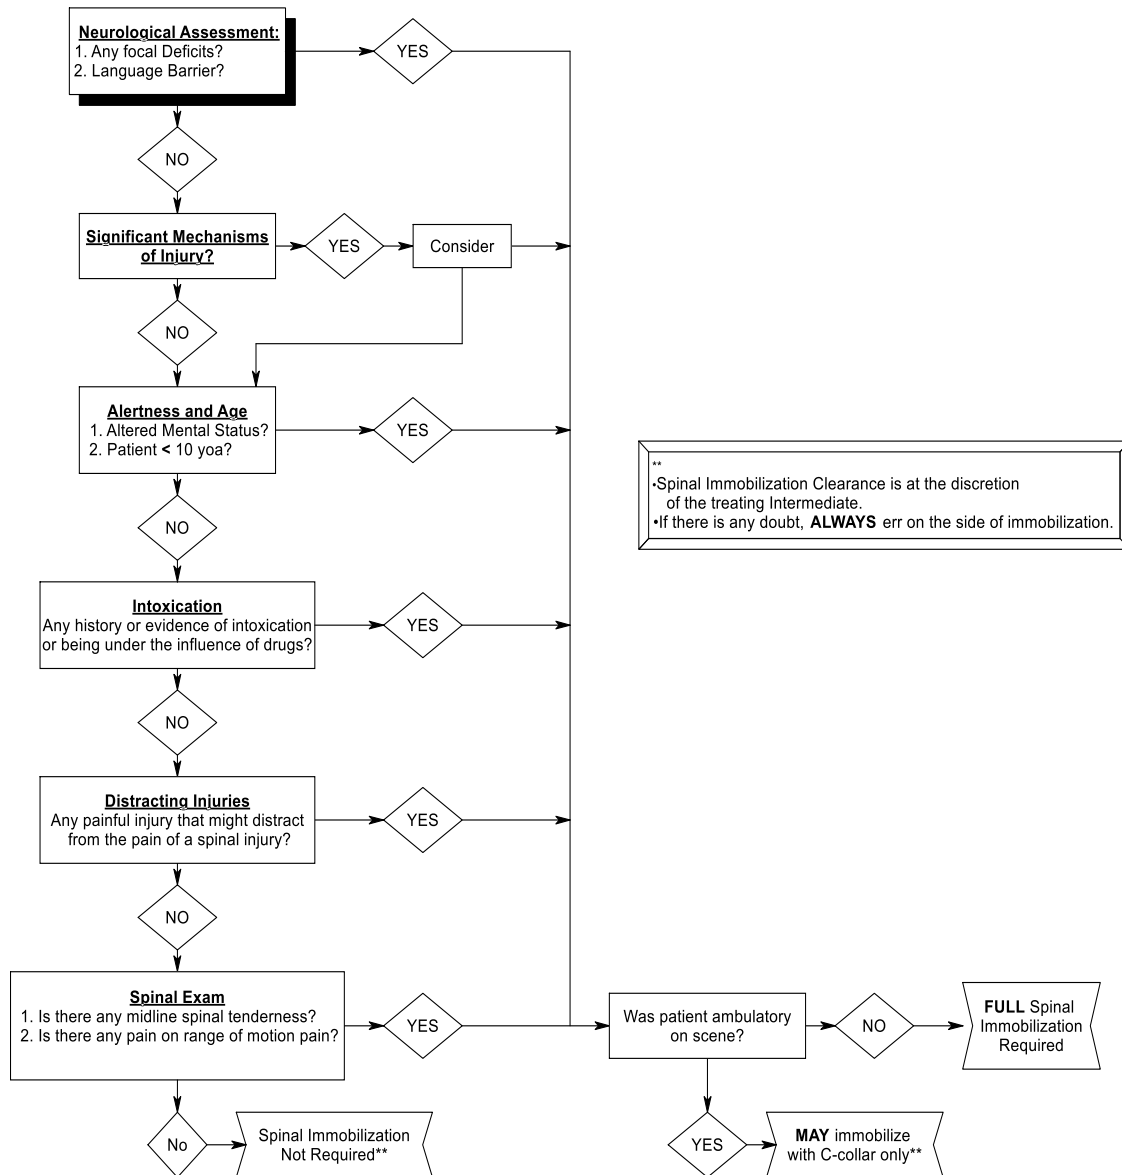 Neurological Assessment:
1. Any focal Deficits?
2. Language Barrier?
YES
NO
Significant Mechanisms
of Injury?
YES
Consider
NO
Alertness and Age
1. Altered Mental Status?
2. Patient < 10 yoa?
YES
**
•Spinal Immobilization Clearance is at the discretion
of the treating Intermediate.
•If there is any doubt, ALWAYS err on the side of immobilization.
NO
Intoxication
Any history or evidence of intoxication
or being under the influence of drugs?
YES
NO
Distracting Injuries
Any painful injury that might distract
from the pain of a spinal injury?
YES
NO
Spinal Exam
1. Is there any midline spinal tenderness?
2. Is there any pain on range of motion pain?
YES
Was patient ambulatory
on scene?
NO
FULL Spinal
Immobilization
Required
No
Spinal Immobilization
Not Required**
YES
MAY immobilize
with C-collar only**